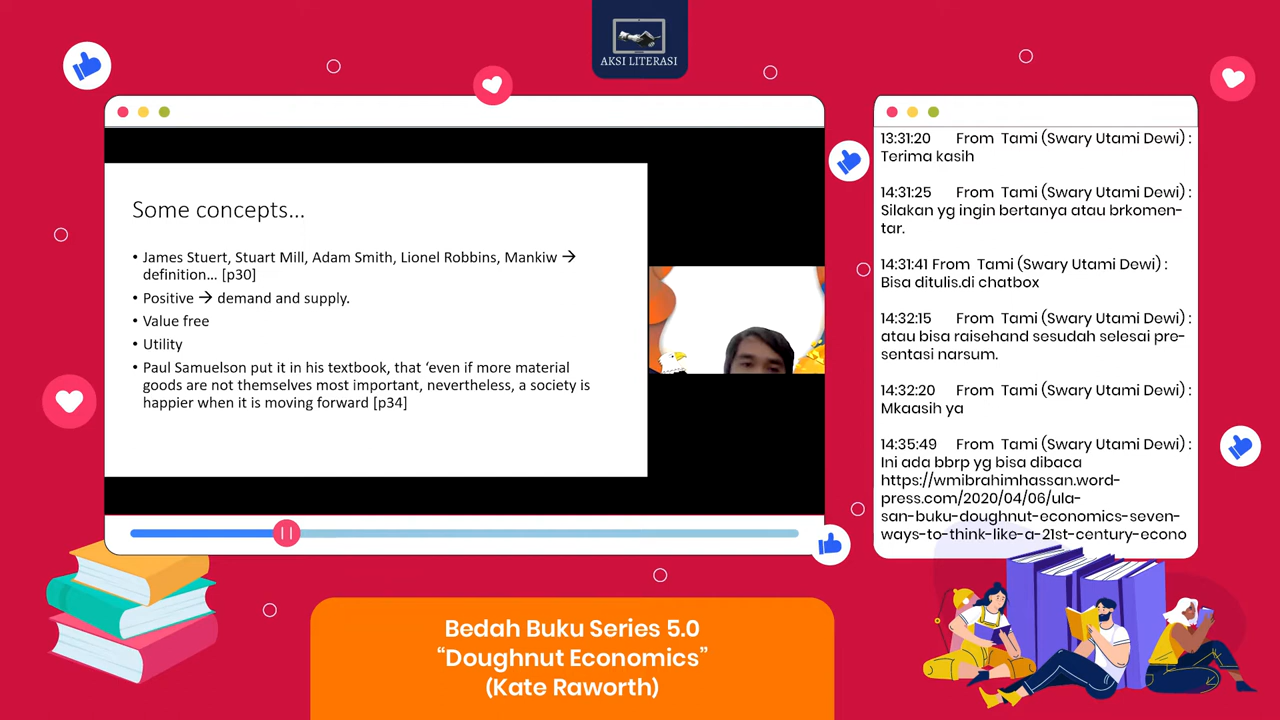 AKSI LITERASI
Some concepts...
• James Stuert, Stuart Mill, Adam Smith, Lionel Robbins, Mankiw →
definition... [p30]
• Positive → demand and supply.
• Value free
• Utility
• Paul Samuelson put it in his textbook, that ‘even if more material
goods are not themselves most important, nevertheless, a society is
happier when it is moving forward [p34]
13:31:20 From Tami (Swary Utami Dewi) :
Terima kasih
14:31:25 From Tami (Swary Utami Dewi) :
Silakan yg ingin bertanya atau brkomen-
tar.
14:31:41 From Tami (Swary Utami Dewi) :
Bisa ditulis.di chatbox
14:32:15 From Tami (Swary Utami Dewi) :
atau bisa raisehand sesudah selesai pre-
sentasi narsum.
14:32:20 From Tami (Swary Utami Dewi) :
Mkaasih ya
14:35:49 From Tami (Swary Utami Dewi) :
Ini ada bbrp yg bisa dibaca
https://wmibrahimhassan.word-
press.com/2020/04/06/ula-
san-buku-doughnut-economics-seven-
ways-to-think-like-a-21st-century-econo
Bedah Buku Series 5.0
“Doughnut Economics”
(Kate Raworth)